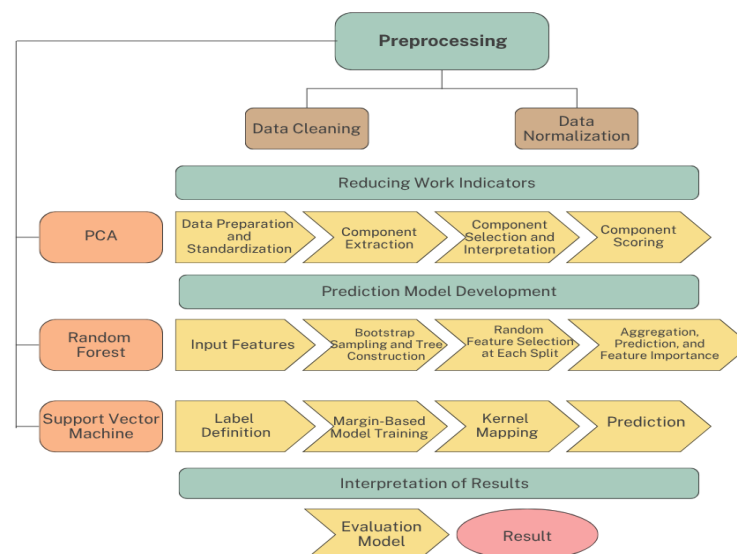 Preprocessing
Data Cleaning
Data
Normalization
Reducing Work Indicators
PCA
Data Preparation
and
Standardization
Component
Extraction
Component
Selection and
Interpretation
Component
Scoring
Prediction Model Development
Random
Forest
Input Features
Bootstrap
Sampling and Tree
Construction
Random
Feature Selection
at Each Split
Aggregation,
Prediction, and
Feature Importance
Support Vector
Machine
Label
Definition
Margin-Based
Model Training
Kernel
Mapping
Prediction
Interpretation of Results
Evaluation
Model
Result